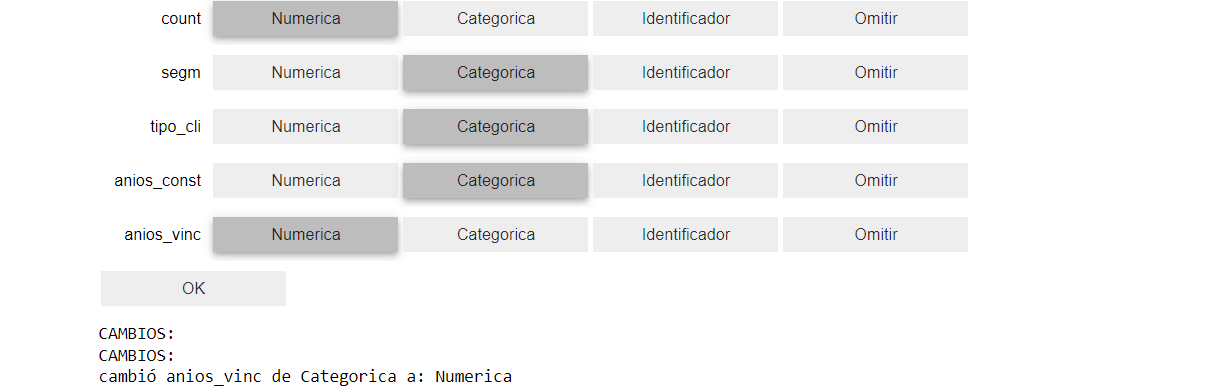 count Numerica Categorica Identificador Omitir
segm Numerica Categorica Identificador Omitir
tipo_cli Numerica Categorica Identificador Omitir
anios_const Numerica Categorica Identificador Omitir
anios_vinc Numerica Categorica Identificador Omitir
OK
CAMBIOS:
CAMBIOS:
cambió anios_vinc de Categorica a: Numerica